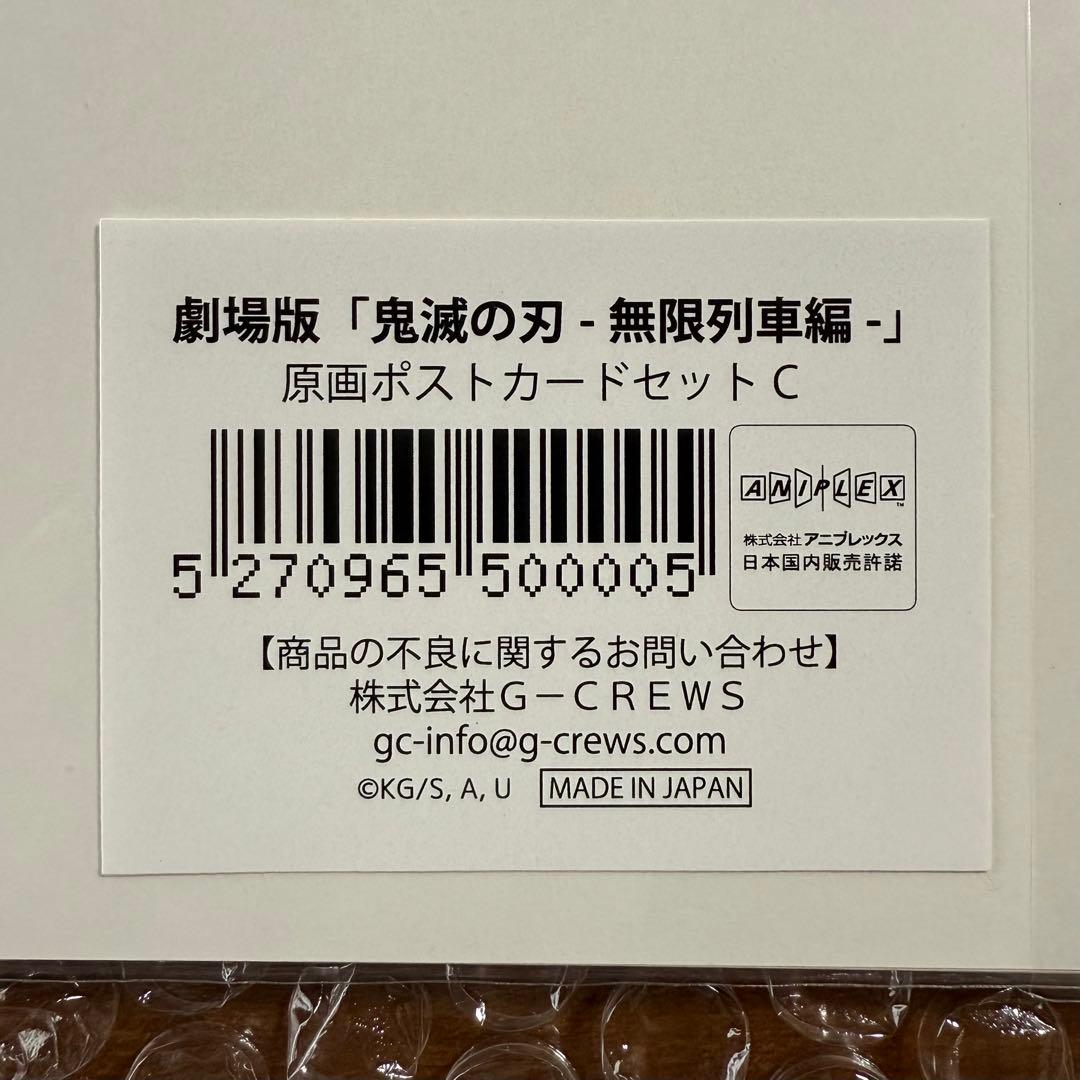 劇場版「鬼滅の刃 - 無限列車編 -」
原画ポストカードセット C
5 270965 500005
ANIPLEX™
株式会社 アニプレックス
日本国内販売許諾
【商品の不良に関するお問い合わせ】
株式会社Ｇ－ＣＲＥＷＳ
gc-info@g-crews.com
©KG/S, A, U MADE IN JAPAN